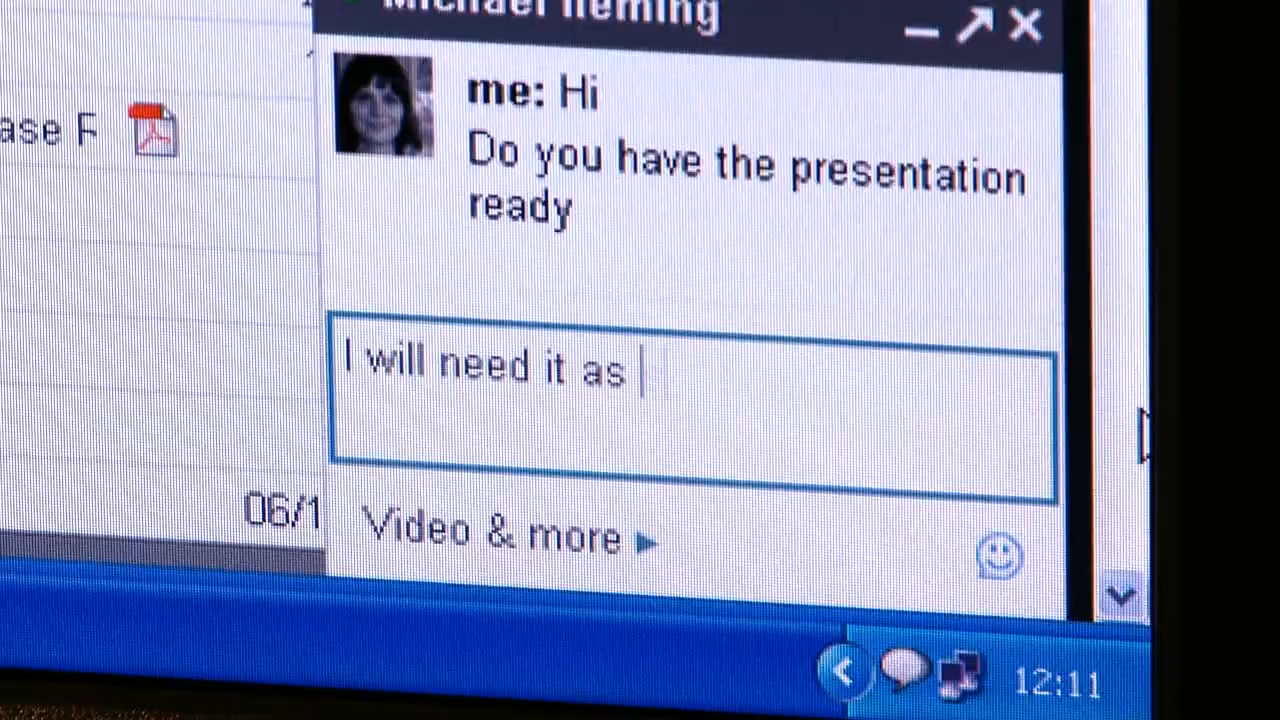 Michael fleming
me: Hi
ase F
Do you have the presentation
ready
I will need it as
06/1
Video & more
12:11